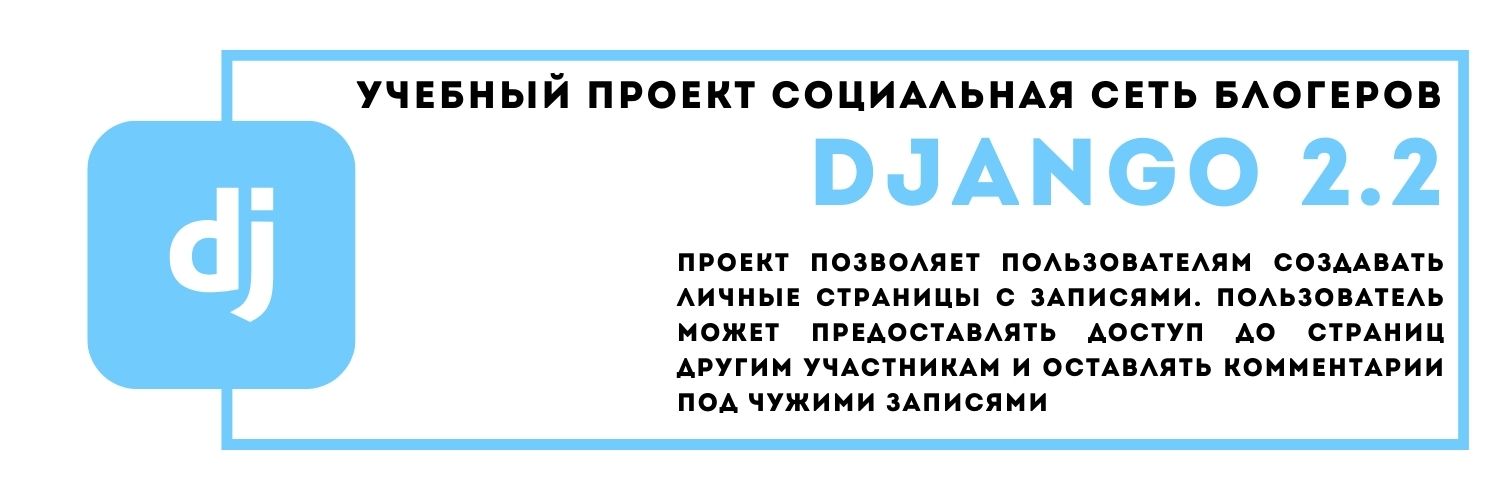 УЧЕБНЫЙ ПРОЕКТ СОЦИАЛЬНАЯ СЕТЬ БЛОГЕРОВ
DJANGO 2.2
dj
ПРОЕКТ ПОЗВОЛЯЕТ ПОЛЬЗОВАТЕЛЯМ СОЗДАВАТЬ
ЛИЧНЫЕ СТРАНИЦЫ С ЗАПИСЯМИ. ПОЛЬЗОВАТЕЛЬ
МОЖЕТ ПРЕДОСТАВЛЯТЬ ДОСТУП ДО СТРАНИЦ
ДРУГИМ УЧАСТНИКАМ И ОСТАВЛЯТЬ КОММЕНТАРИИ
ПОД ЧУЖИМИ ЗАПИСЯМИ